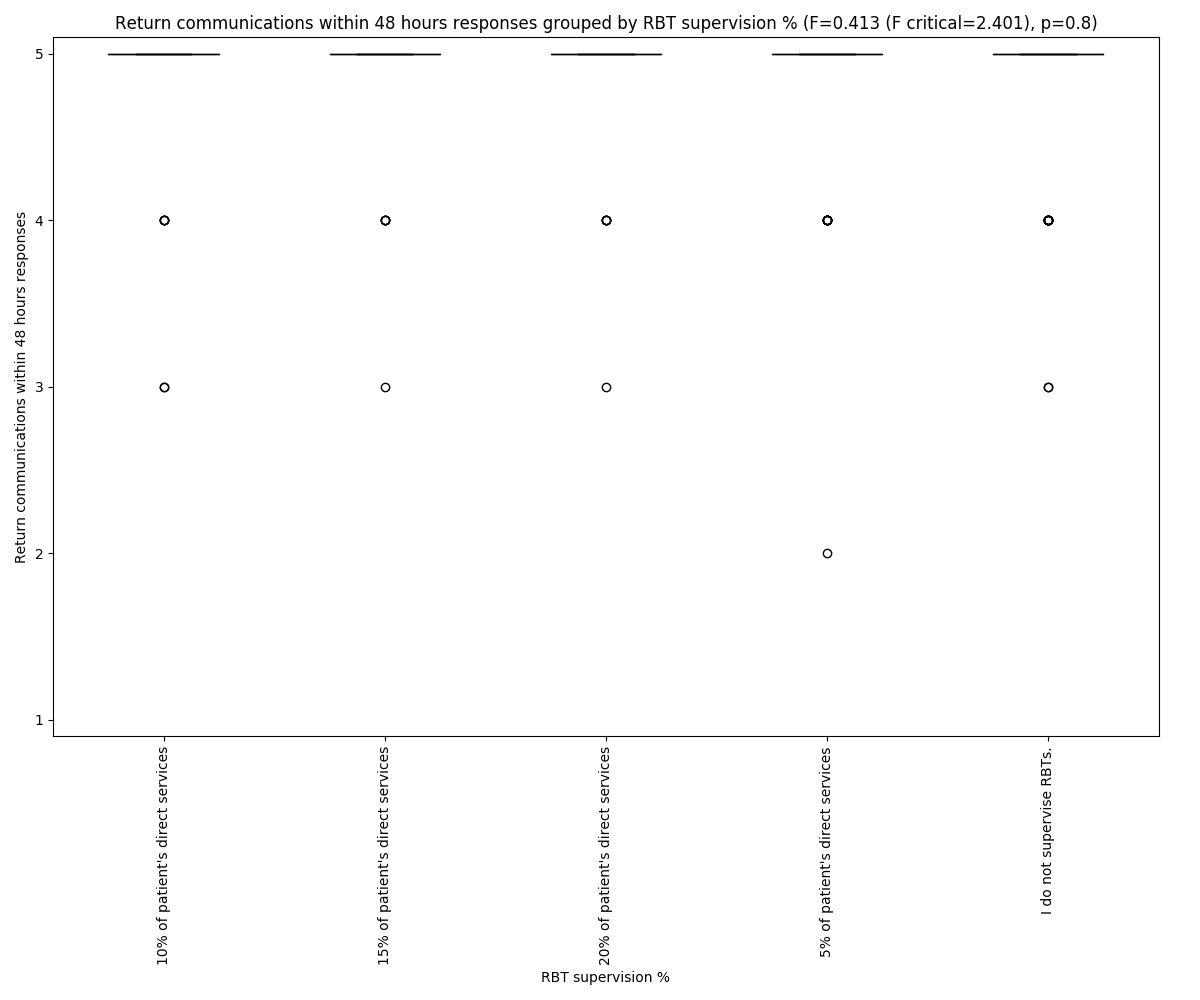 Return communications within 48 hours responses grouped by RBT supervision % (F=0.413 (F critical=2.401), p=0.8)
Return communications within 48 hours responses
5
4
3
2
1
10% of patient's direct services
15% of patient's direct services
20% of patient's direct services
5% of patient's direct services
I do not supervise RBTs.
RBT supervision %